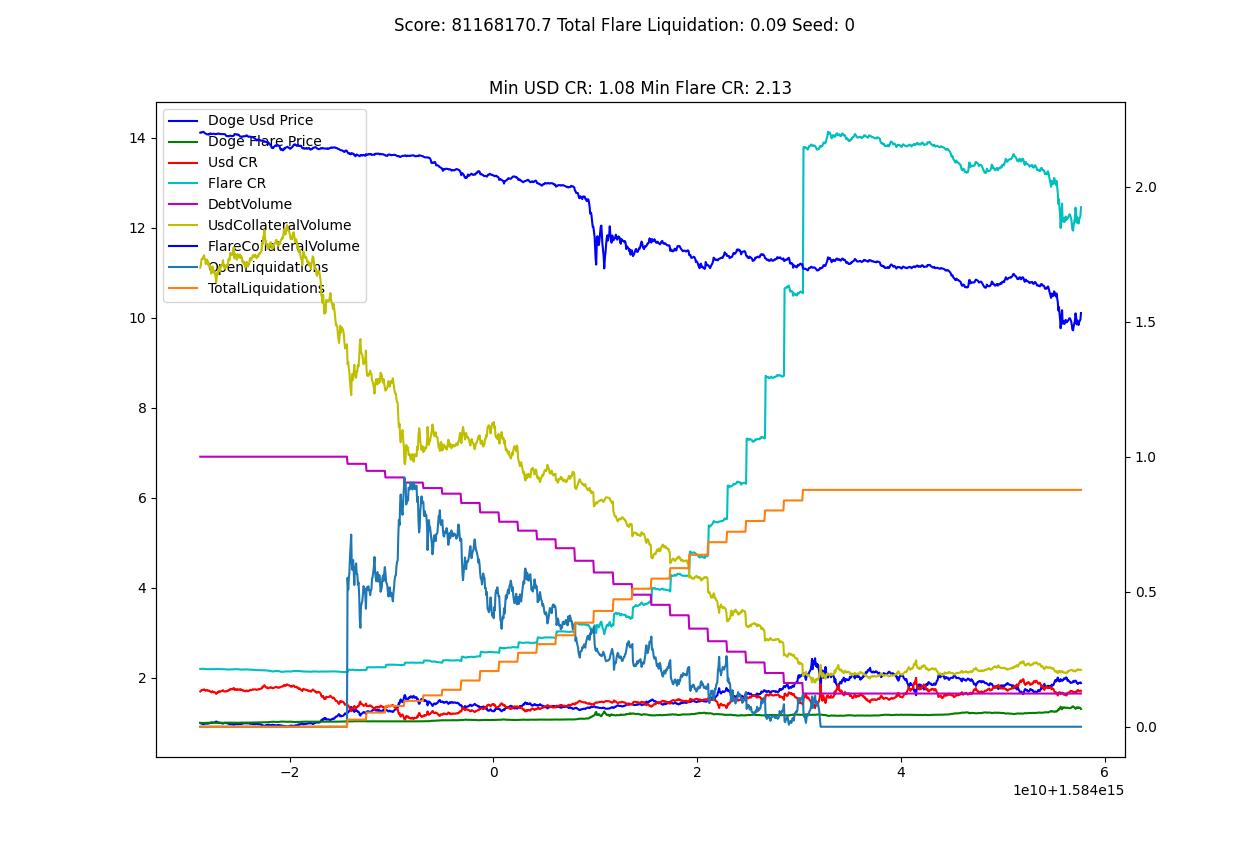 Score: 81168170.7 Total Flare Liquidation: 0.09 Seed: 0
Min USD CR: 1.08 Min Flare CR: 2.13
Doge Usd Price
Doge Flare Price
Usd CR
Flare CR
DebtVolume
UsdCollateralVolume
FlareCollateralVolume
OpenLiquidations
TotalLiquidations
14
12
10
8
6
4
2
2.0
1.5
1.0
0.5
0.0
−2
0
2
4
6
1e10+1.584e15